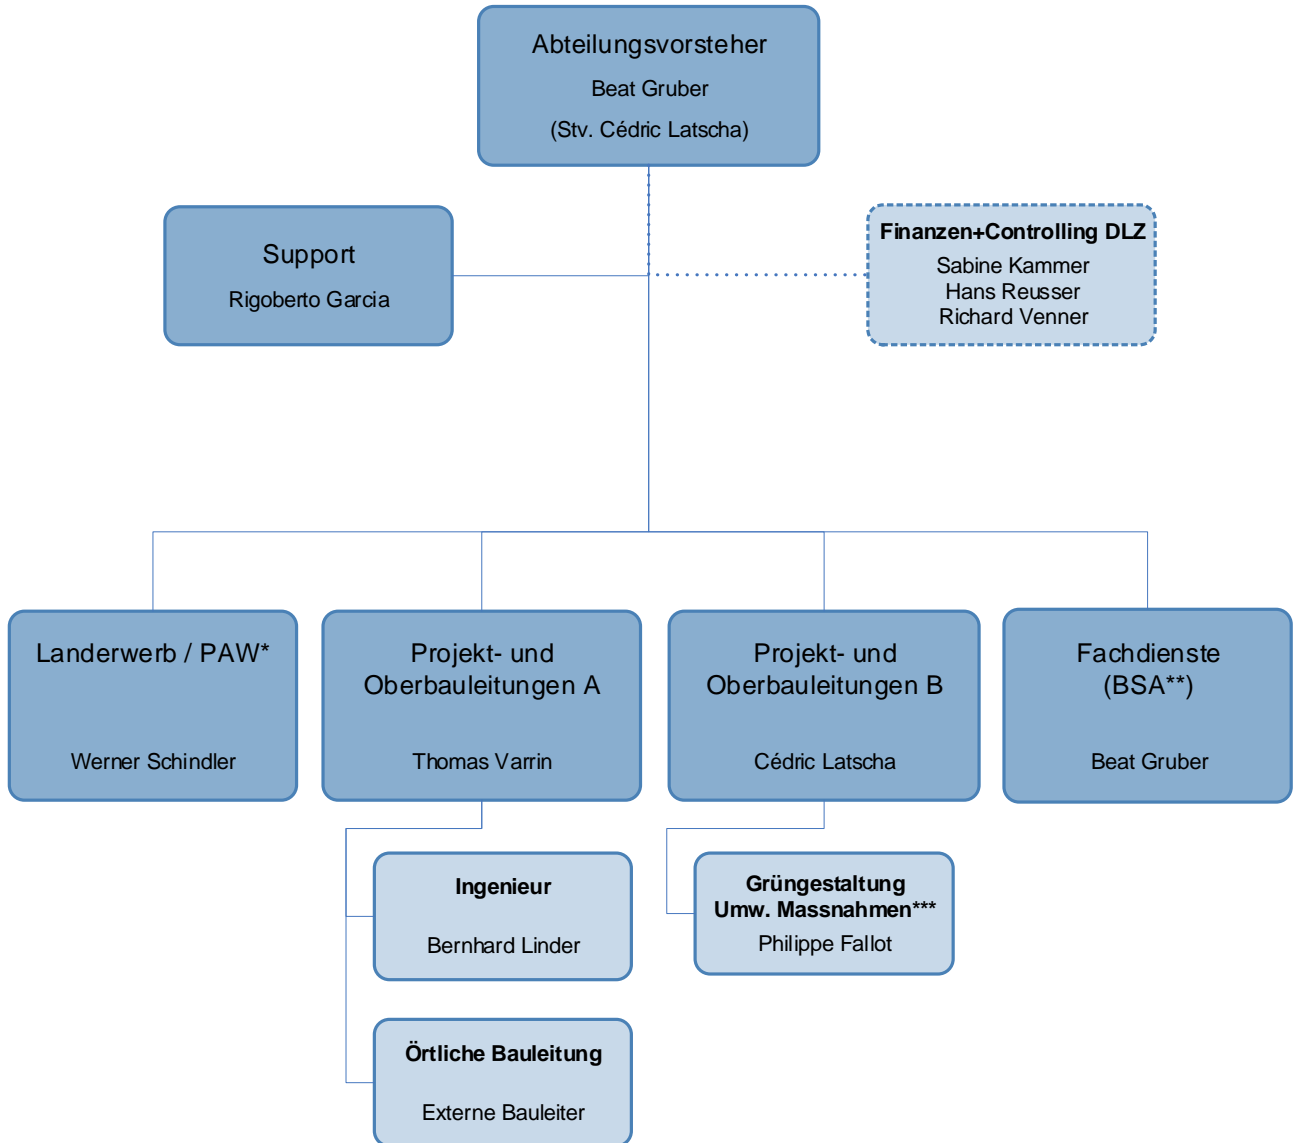 Abteilungsvorsteher
Beat Gruber
(Stv. Cédric Latscha)
Support
Rigoberto Garcia
Finanzen+Controlling DLZ
Sabine Kammer
Hans Reusser
Richard Venner
Landerwerb / PAW*
Werner Schindler
Projekt- und
Oberbauleitungen A
Thomas Varrin
Projekt- und
Oberbauleitungen B
Cédric Latscha
Fachdienste
(BSA**)
Beat Gruber
Ingenieur
Bernhard Linder
Grüngestaltung
Umw. Massnahmen***
Philippe Fallot
Örtliche Bauleitung
Externe Bauleiter